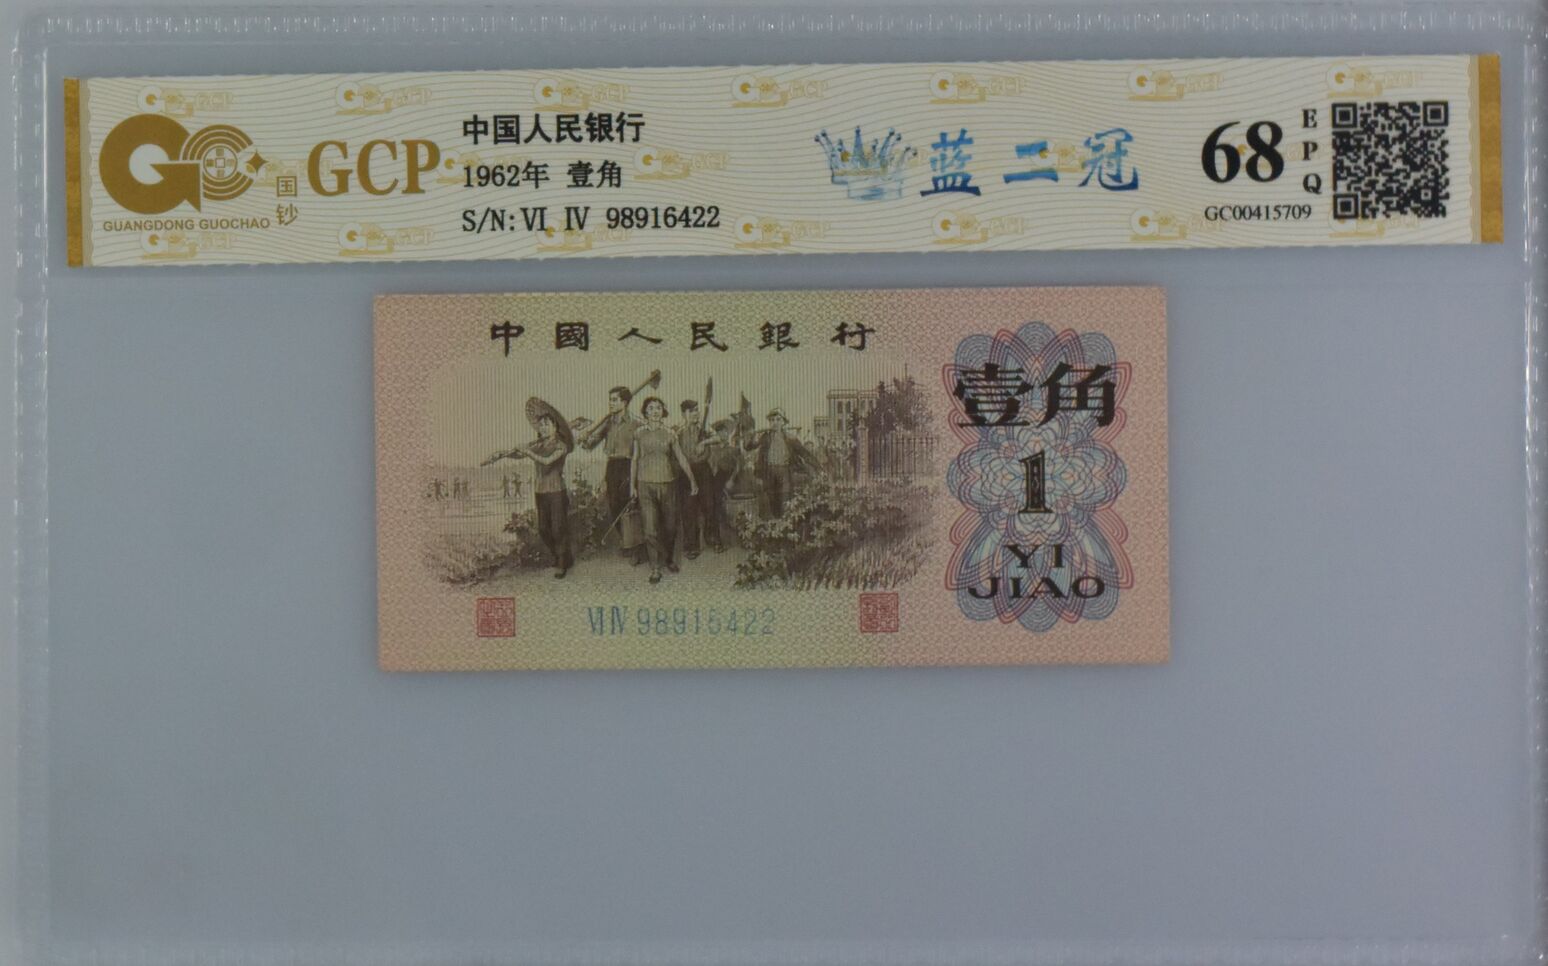 GUANGDONG GUOCHAO
国钞
GCP
中国人民银行
1962年 壹角
S/N: VI IV 98916422
蓝二冠
68
EPQ
GC00415709
中國人民銀行
壹角
1
YI
JIAO
VI IV 98916422